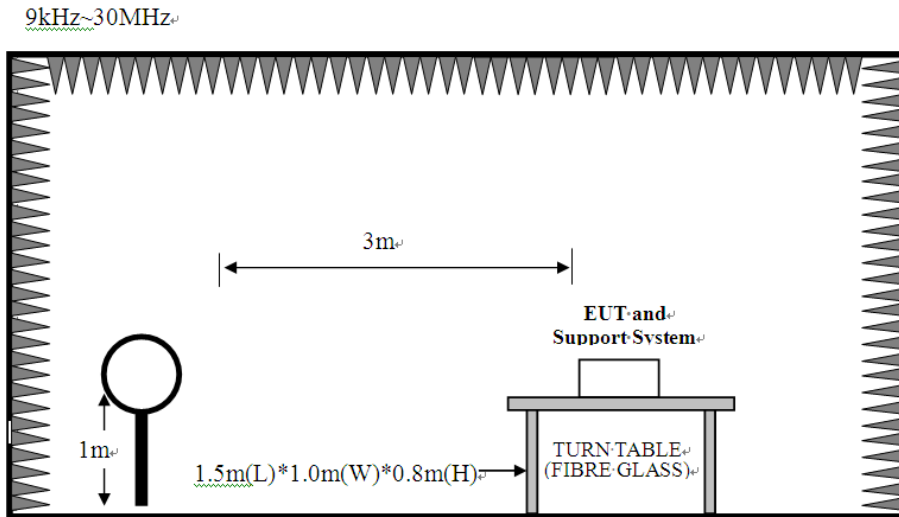 9kHz~30MHz
3m
EUT and
Support System
1m
1.5m(L)*1.0m(W)*0.8m(H)
TURN TABLE
(FIBRE GLASS)